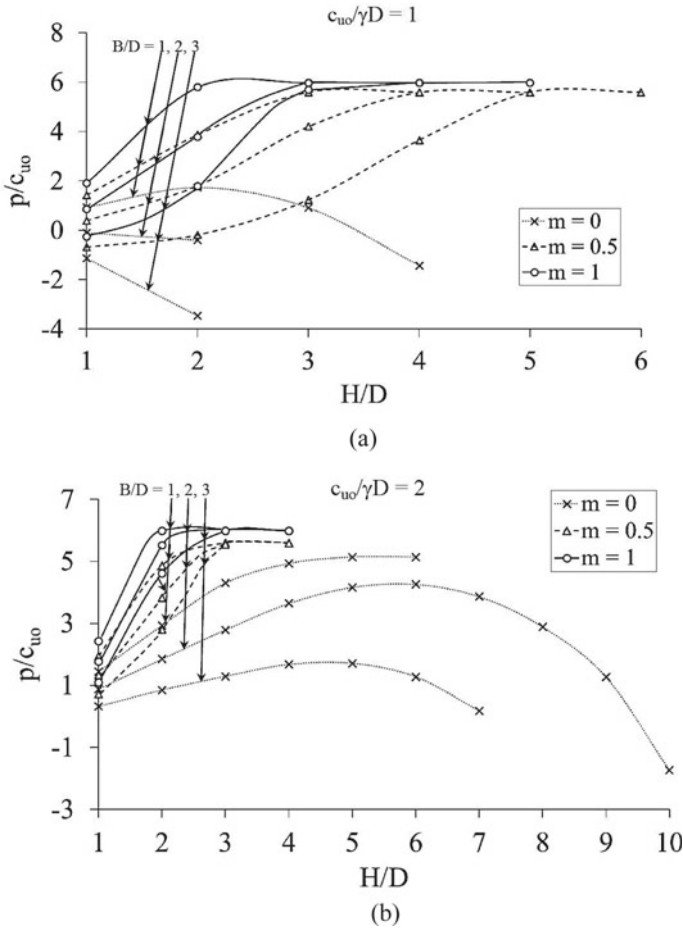 c_uo/γD = 1
B/D = 1, 2, 3
8
6
4
2
0
-2
-4
p/c_uo
m = 0
m = 0.5
m = 1
1 2 3 4 5 6
H/D
(a)
B/D = 1, 2, 3
c_uo/γD = 2
7
5
3
1
-1
-3
p/c_uo
m = 0
m = 0.5
m = 1
1 2 3 4 5 6 7 8 9 10
H/D
(b)